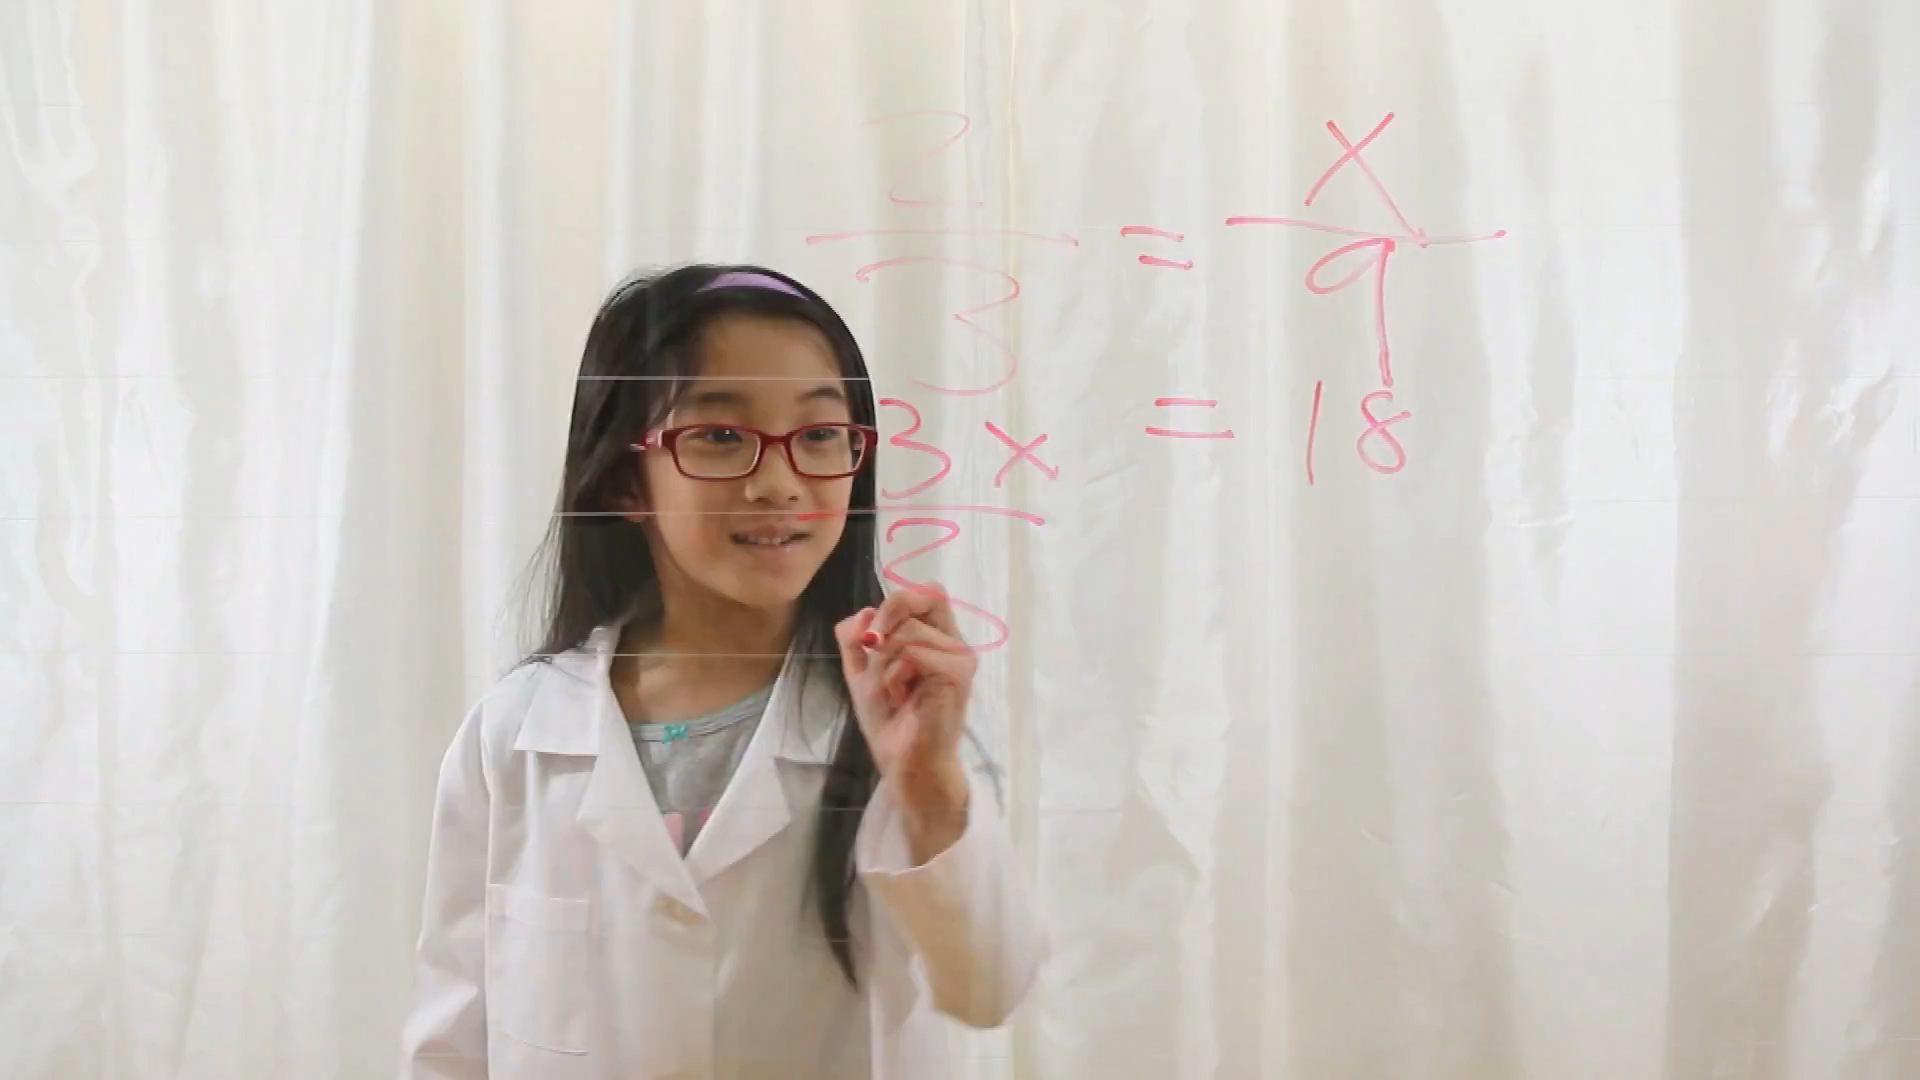 2/3 = x/9
3x/3 = 18